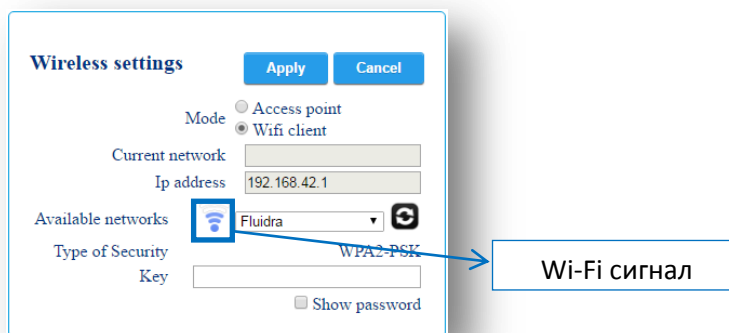 Wireless settings
Apply
Cancel
Mode
Access point
Wifi client
Current network
Ip address
192.168.42.1
Available networks
Fluidra
Type of Security
WPA2-PSK
Key
Show password
Wi-Fi сигнал